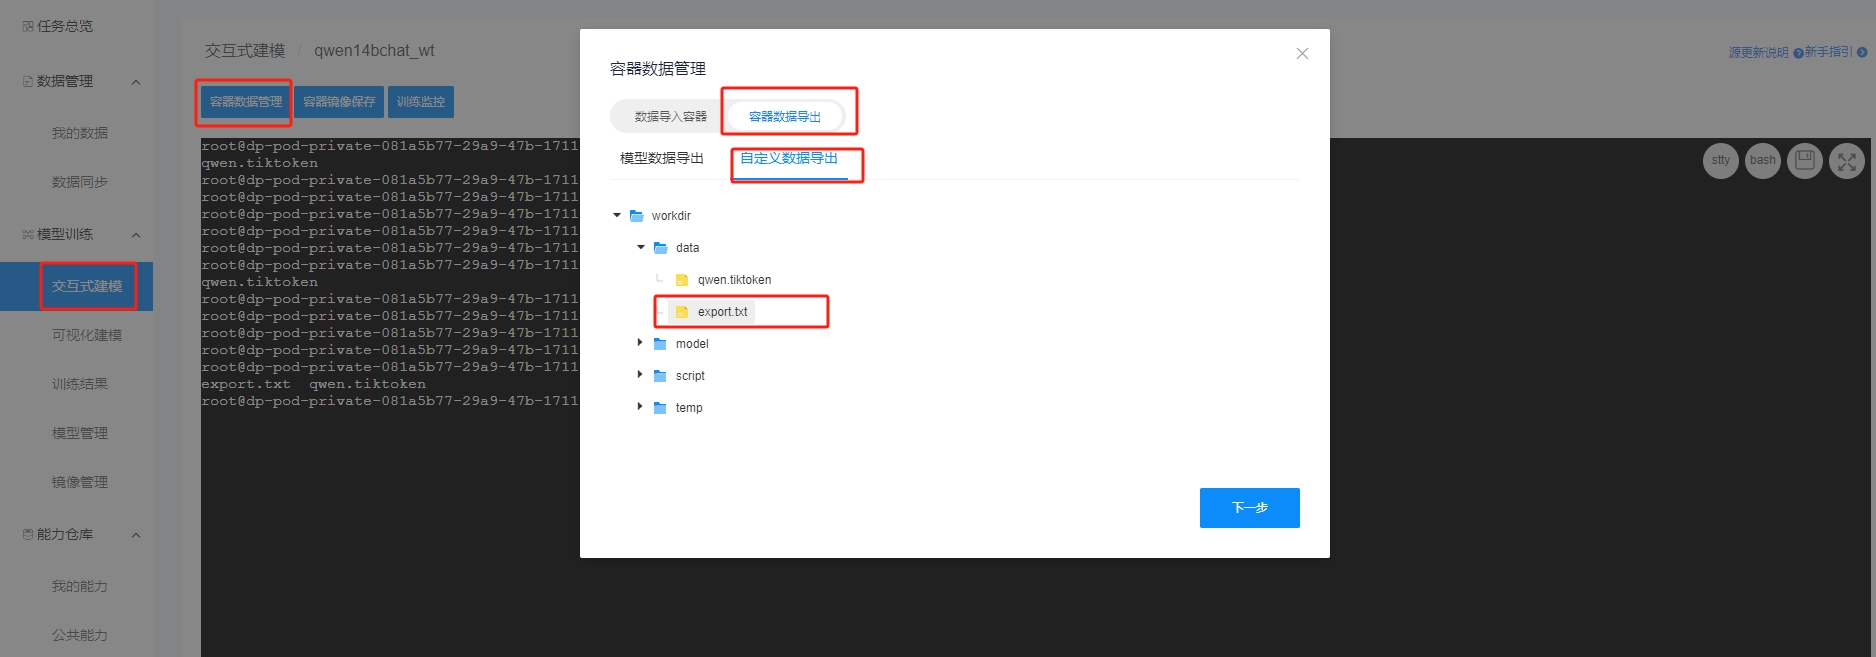 任务总览
数据管理
我的数据
数据同步
模型训练
交互式建模
可视化建模
训练结果
模型管理
镜像管理
能力仓库
我的能力
公共能力
交互式建模 / qwen14bchat_wt
源更新说明 新手指引
容器数据管理 容器镜像保存 训练监控
root@dp-pod-private-081a5b77-29a9-47b-1711
qwen.tiktoken
root@dp-pod-private-081a5b77-29a9-47b-1711
root@dp-pod-private-081a5b77-29a9-47b-1711
root@dp-pod-private-081a5b77-29a9-47b-1711
root@dp-pod-private-081a5b77-29a9-47b-1711
root@dp-pod-private-081a5b77-29a9-47b-1711
root@dp-pod-private-081a5b77-29a9-47b-1711
qwen.tiktoken
root@dp-pod-private-081a5b77-29a9-47b-1711
root@dp-pod-private-081a5b77-29a9-47b-1711
root@dp-pod-private-081a5b77-29a9-47b-1711
root@dp-pod-private-081a5b77-29a9-47b-1711
root@dp-pod-private-081a5b77-29a9-47b-1711
export.txt qwen.tiktoken
root@dp-pod-private-081a5b77-29a9-47b-1711
stty bash
容器数据管理
数据导入容器 容器数据导出
模型数据导出 自定义数据导出
workdir
data
qwen.tiktoken
export.txt
model
script
temp
下一步